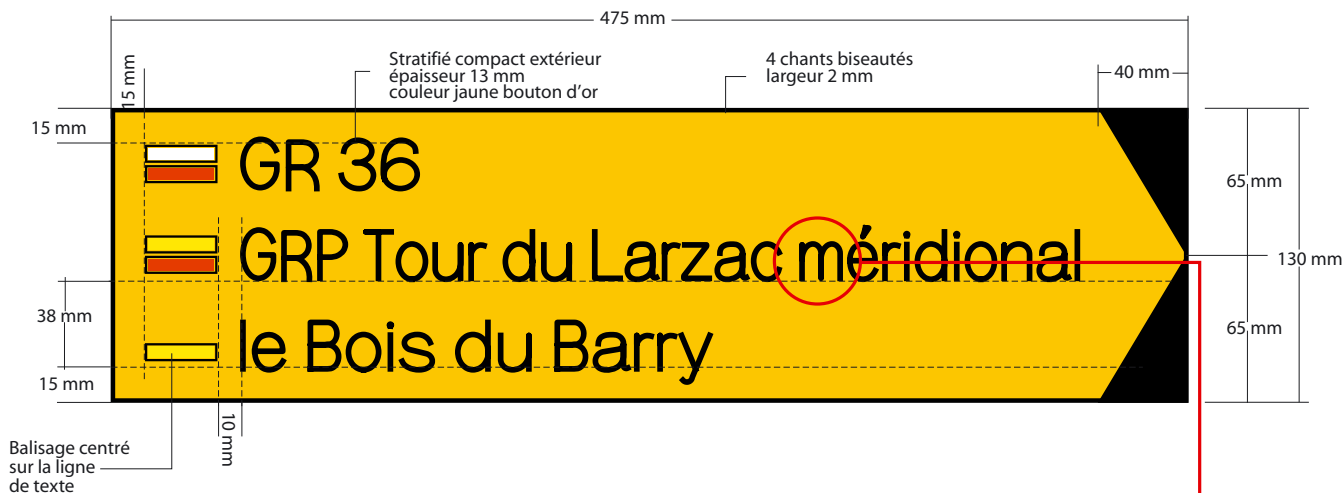 475 mm
Stratifié compact extérieur
épaisseur 13 mm
couleur jaune bouton d'or
4 chants biseautés
largeur 2 mm
40 mm
15 mm
15 mm
GR 36
65 mm
GRP Tour du Larzac méridional
130 mm
38 mm
le Bois du Barry
65 mm
15 mm
10 mm
Balisage centré
sur la ligne
de texte